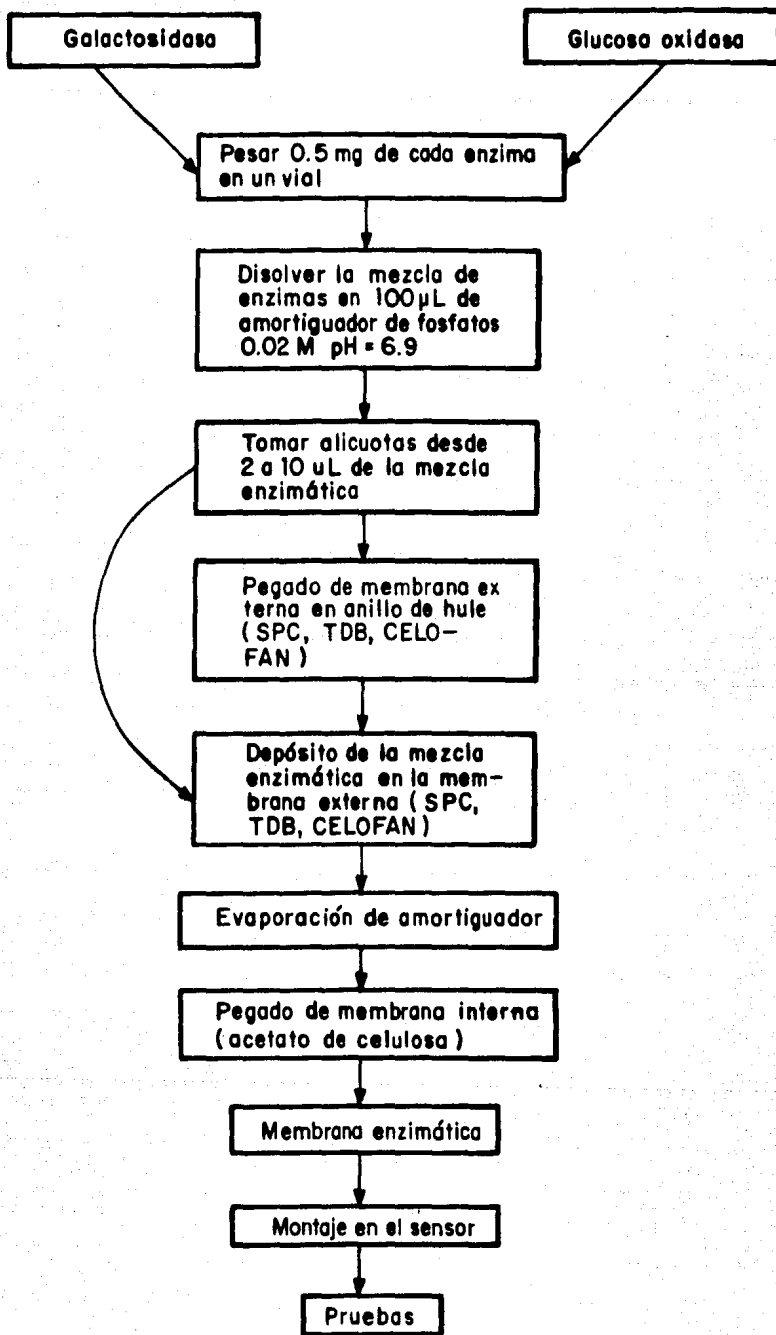 Galactosidasa
Glucosa oxidasa
Pesar 0.5 mg de cada enzima
en un vial
Disolver la mezcla de
enzimas en 100 µL de
amortiguador de fosfatos
0.02 M pH = 6.9
Tomar alicuotas desde
2 a 10 uL de la mezcla
enzimática
Pegado de membrana ex
terna en anillo de hule
( SPC, TDB, CELO-
FAN )
Depósito de la mezcla
enzimática en la mem-
brana externa ( SPC,
TDB, CELOFAN )
Evaporación de amortiguador
Pegado de membrana interna
( acetato de celulosa )
Membrana enzimática
Montaje en el sensor
Pruebas